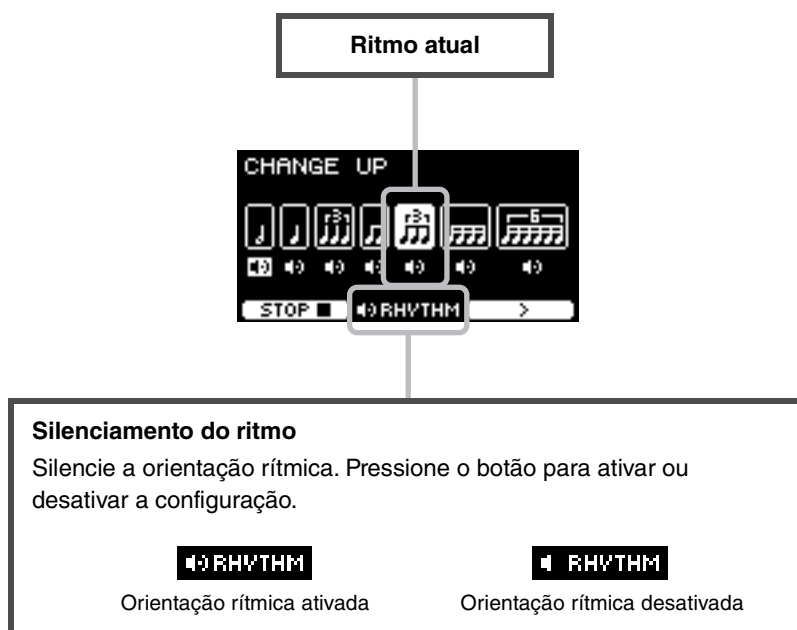 Ritmo atual
CHANGE UP
3 3 6
STOP RHYTHM >
Silenciamento do ritmo
Silencie a orientação rítmica. Pressione o botão para ativar ou
desativar a configuração.
RHYTHM RHYTHM
Orientação rítmica ativada Orientação rítmica desativada